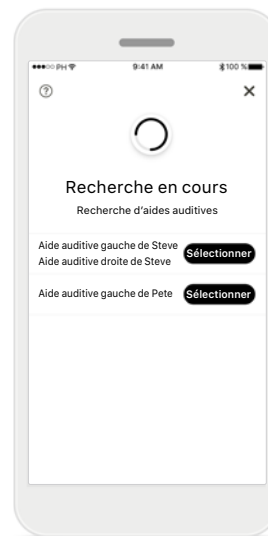 PH 9:41 AM 100 %
?
Recherche en cours
Recherche d'aides auditives
Aide auditive gauche de Steve
Aide auditive droite de Steve
Sélectionner
Aide auditive gauche de Pete
Sélectionner